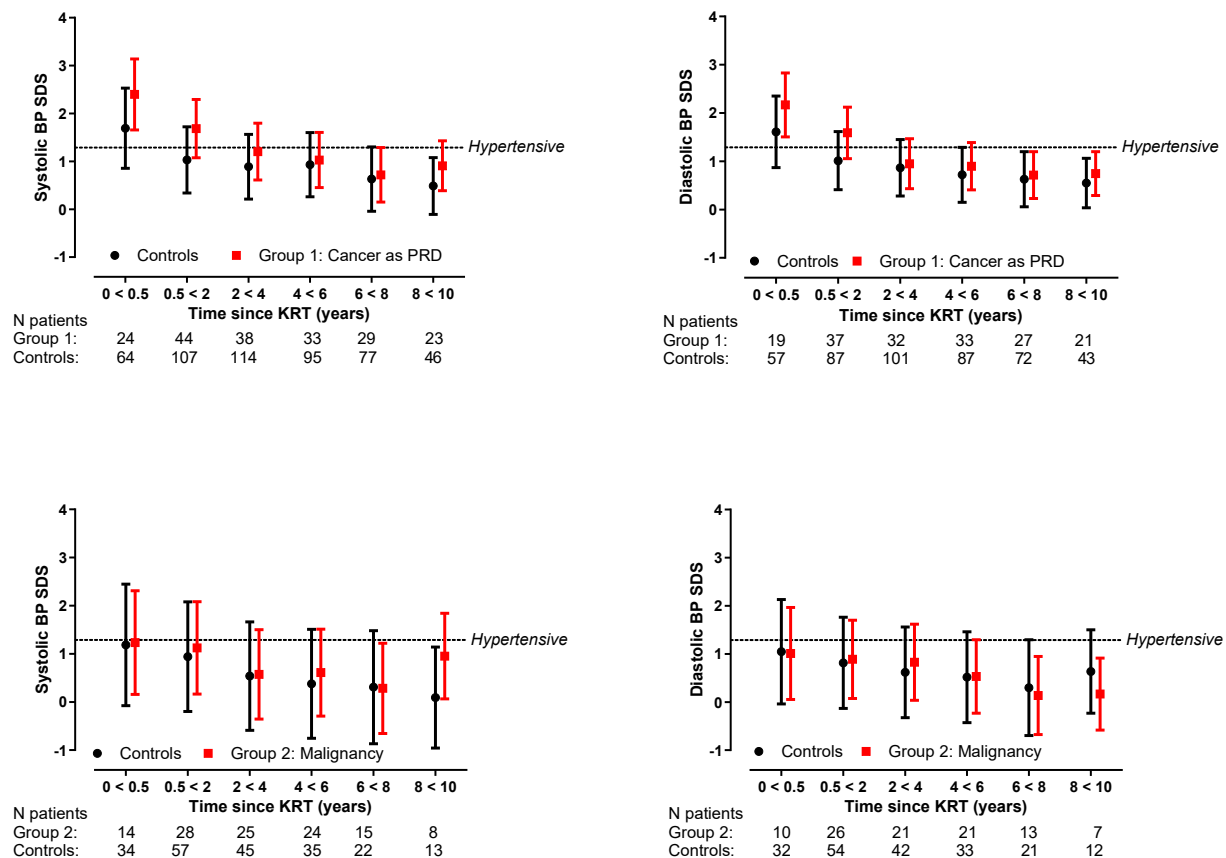 4
3
2
1
0
-1
Systolic BP SDS
Hypertensive
Controls Group 1: Cancer as PRD
0 < 0.5 0.5 < 2 2 < 4 4 < 6 6 < 8 8 < 10
Time since KRT (years)
N patients
Group 1: 24 44 38 33 29 23
Controls: 64 107 114 95 77 46
4
3
2
1
0
-1
Diastolic BP SDS
Hypertensive
Controls Group 1: Cancer as PRD
0 < 0.5 0.5 < 2 2 < 4 4 < 6 6 < 8 8 < 10
Time since KRT (years)
N patients
Group 1: 19 37 32 33 27 21
Controls: 57 87 101 87 72 43
4
3
2
1
0
-1
Systolic BP SDS
Hypertensive
Controls Group 2: Malignancy
0 < 0.5 0.5 < 2 2 < 4 4 < 6 6 < 8 8 < 10
Time since KRT (years)
N patients
Group 2: 14 28 25 24 15 8
Controls: 34 57 45 35 22 13
4
3
2
1
0
-1
Diastolic BP SDS
Hypertensive
Controls Group 2: Malignancy
0 < 0.5 0.5 < 2 2 < 4 4 < 6 6 < 8 8 < 10
Time since KRT (years)
N patients
Group 2: 10 26 21 21 13 7
Controls: 32 54 42 33 21 12